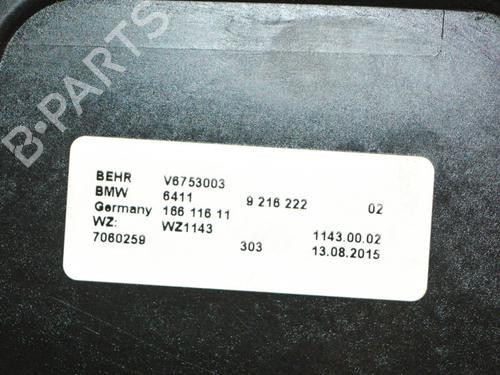 B-PARTS
BEHR V6753003
BMW 6411 9 216 222 02
Germany 166 116 11
WZ: WZ1143 1143.00.02
7060259 303 13.08.2015